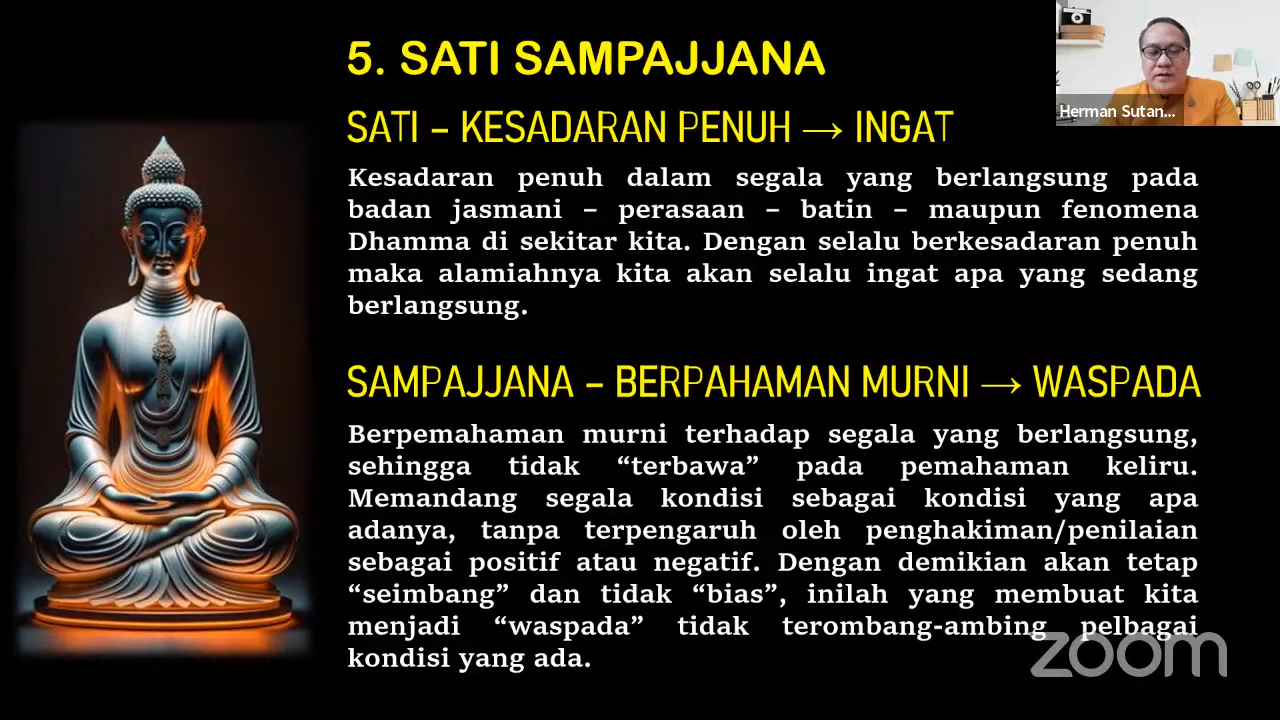 5. SATI SAMPAJJANA
Herman Sutan...
SATI – KESADARAN PENUH → INGAT
Kesadaran penuh dalam segala yang berlangsung pada
badan jasmani – perasaan – batin – maupun fenomena
Dhamma di sekitar kita. Dengan selalu berkesadaran penuh
maka alamiahnya kita akan selalu ingat apa yang sedang
berlangsung.
SAMPAJJANA – BERPAHAMAN MURNI → WASPADA
Berpemahaman murni terhadap segala yang berlangsung,
sehingga tidak “terbawa” pada pemahaman keliru.
Memandang segala kondisi sebagai kondisi yang apa
adanya, tanpa terpengaruh oleh penghakiman/penilaian
sebagai positif atau negatif. Dengan demikian akan tetap
“seimbang” dan tidak “bias”, inilah yang membuat kita
menjadi “waspada” tidak terombang-ambing pelbagai
kondisi yang ada.
zoom